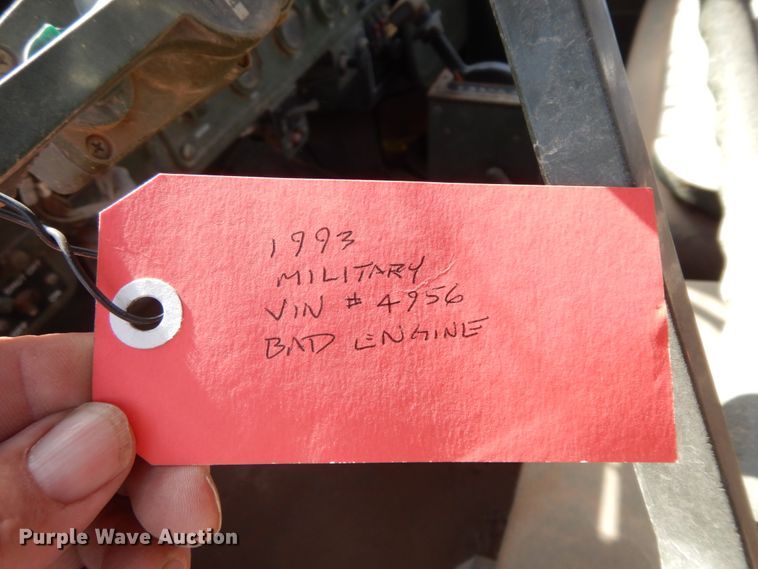 1993
MILITARY
VIN # 4956
BAD ENGINE
Purple Wave Auction